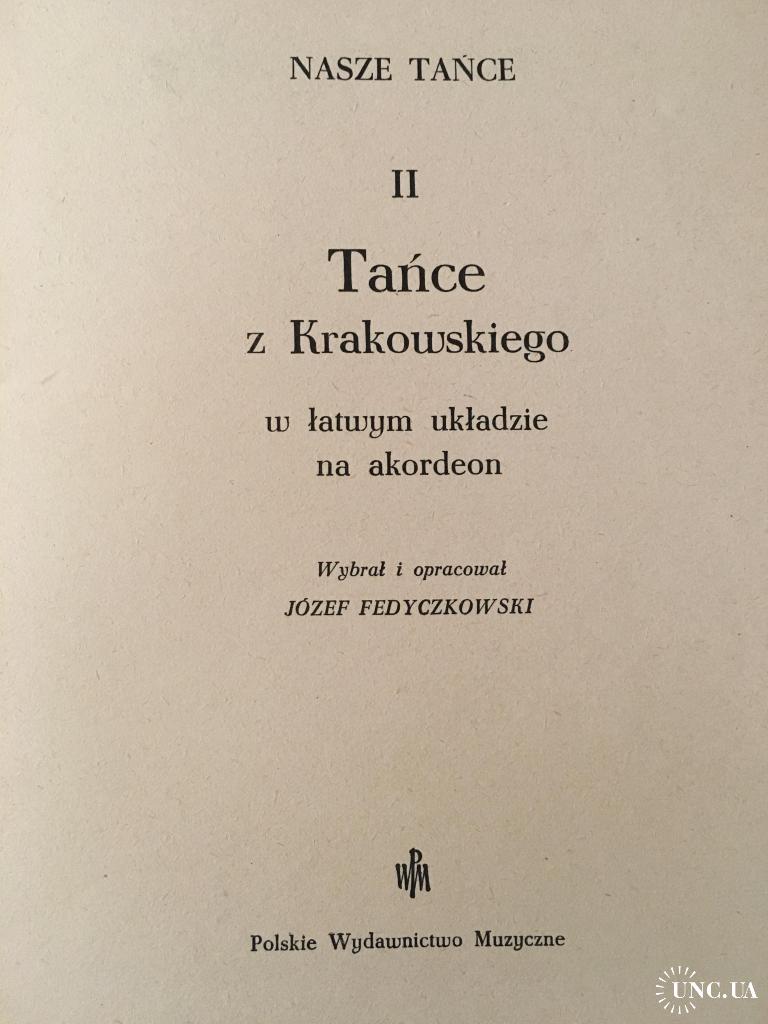 NASZE TAŃCE
II
Tańce
z Krakowskiego
w łatwym układzie
na akordeon
Wybrał i opracował
JÓZEF FEDYCZKOWSKI
PWM
Polskie Wydawnictwo Muzyczne
UNC.UA